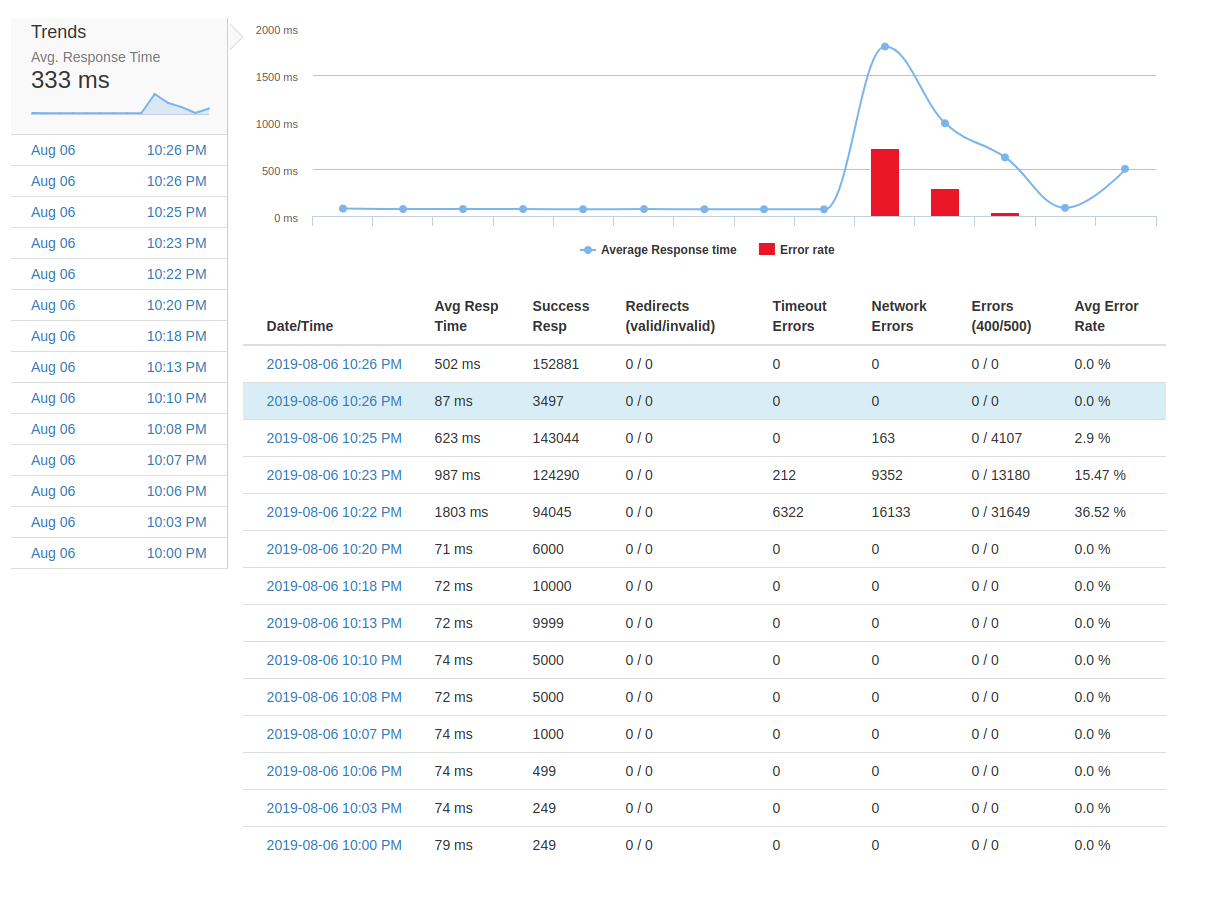 Trends
Avg. Response Time
333 ms
Aug 06 10:26 PM
Aug 06 10:26 PM
Aug 06 10:25 PM
Aug 06 10:23 PM
Aug 06 10:22 PM
Aug 06 10:20 PM
Aug 06 10:18 PM
Aug 06 10:13 PM
Aug 06 10:10 PM
Aug 06 10:08 PM
Aug 06 10:07 PM
Aug 06 10:06 PM
Aug 06 10:03 PM
Aug 06 10:00 PM
2000 ms
1500 ms
1000 ms
500 ms
0 ms
Average Response time Error rate
Avg Resp Success Redirects Timeout Network Errors Avg Error
Date/Time Time Resp (valid/invalid) Errors Errors (400/500) Rate
2019-08-06 10:26 PM 502 ms 152881 0 / 0 0 0 0 / 0 0.0 %
2019-08-06 10:26 PM 87 ms 3497 0 / 0 0 0 0 / 0 0.0 %
2019-08-06 10:25 PM 623 ms 143044 0 / 0 0 163 0 / 4107 2.9 %
2019-08-06 10:23 PM 987 ms 124290 0 / 0 212 9352 0 / 13180 15.47 %
2019-08-06 10:22 PM 1803 ms 94045 0 / 0 6322 16133 0 / 31649 36.52 %
2019-08-06 10:20 PM 71 ms 6000 0 / 0 0 0 0 / 0 0.0 %
2019-08-06 10:18 PM 72 ms 10000 0 / 0 0 0 0 / 0 0.0 %
2019-08-06 10:13 PM 72 ms 9999 0 / 0 0 0 0 / 0 0.0 %
2019-08-06 10:10 PM 74 ms 5000 0 / 0 0 0 0 / 0 0.0 %
2019-08-06 10:08 PM 72 ms 5000 0 / 0 0 0 0 / 0 0.0 %
2019-08-06 10:07 PM 74 ms 1000 0 / 0 0 0 0 / 0 0.0 %
2019-08-06 10:06 PM 74 ms 499 0 / 0 0 0 0 / 0 0.0 %
2019-08-06 10:03 PM 74 ms 249 0 / 0 0 0 0 / 0 0.0 %
2019-08-06 10:00 PM 79 ms 249 0 / 0 0 0 0 / 0 0.0 %